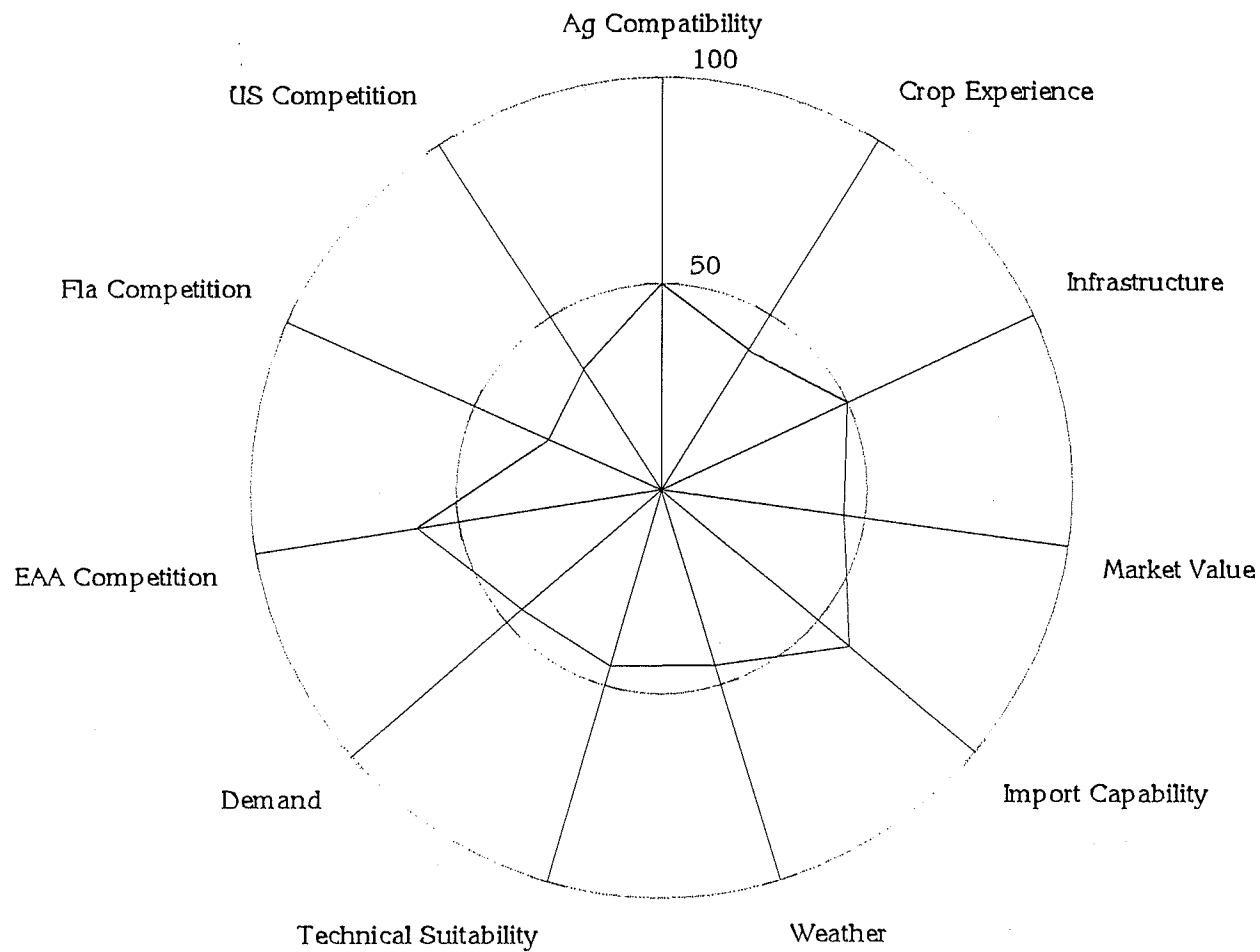 Ag Compatibility
100
US Competition
Crop Experience
50
Infrastructure
Fla Competition
EAA Competition
Market Value
Demand
Import Capability
Technical Suitability
Weather